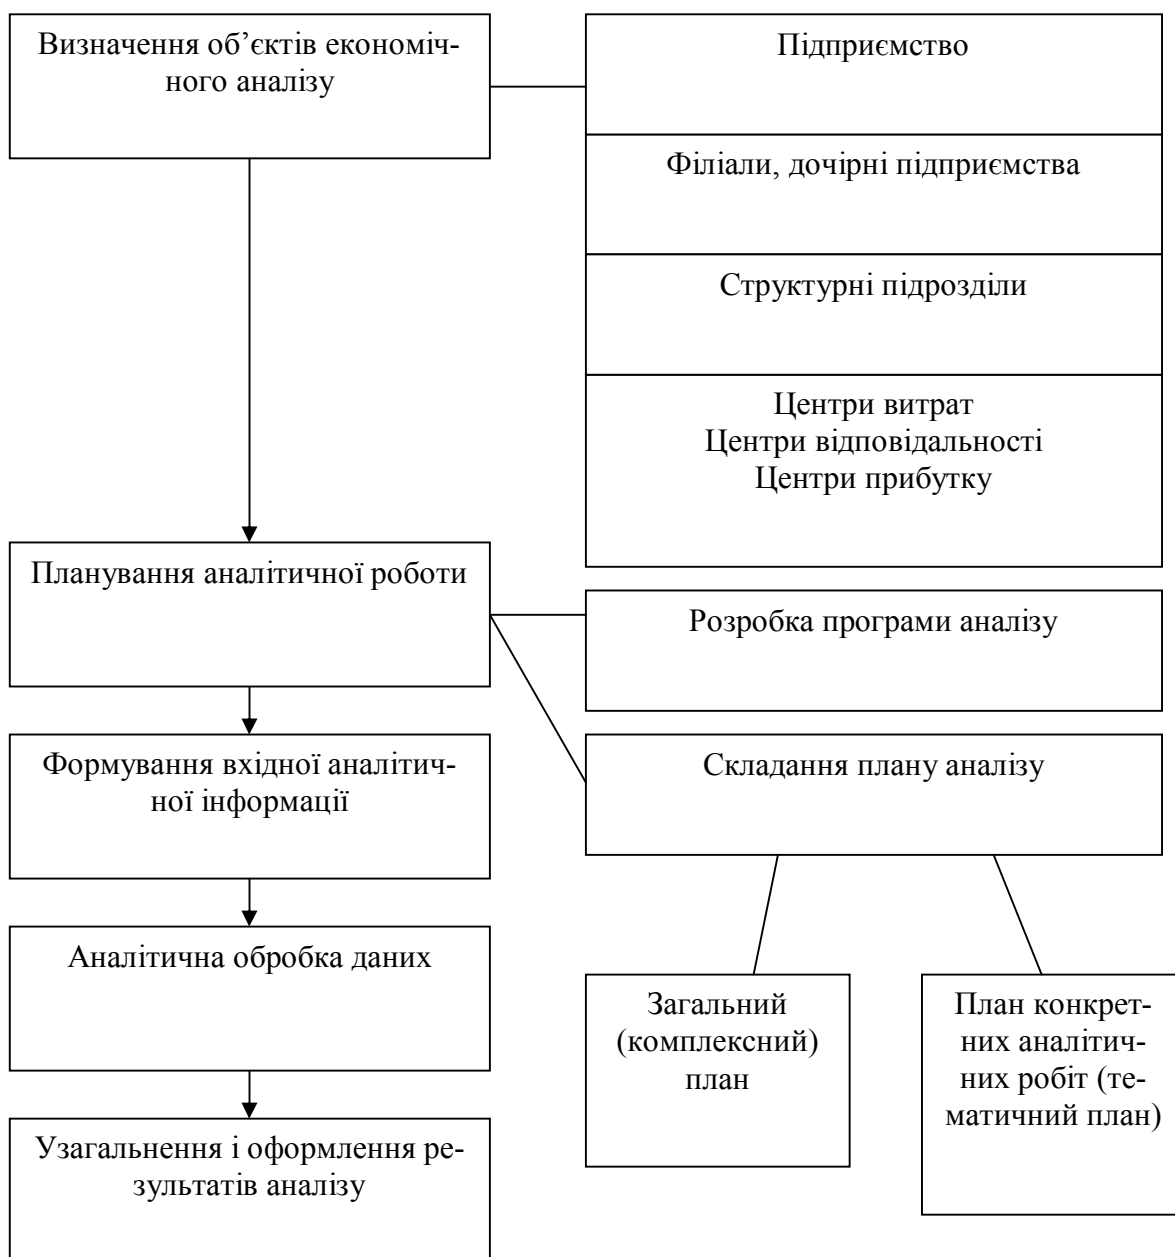 Визначення об’єктів економіч-
ного аналізу
Підприємство
Філіали, дочірні підприємства
Структурні підрозділи
Центри витрат
Центри відповідальності
Центри прибутку
Планування аналітичної роботи
Розробка програми аналізу
Формування вхідної аналітич-
ної інформації
Складання плану аналізу
Аналітична обробка даних
Загальний
(комплексний)
план
План конкрет-
них аналітич-
них робіт (те-
матичний план)
Узагальнення і оформлення ре-
зультатів аналізу